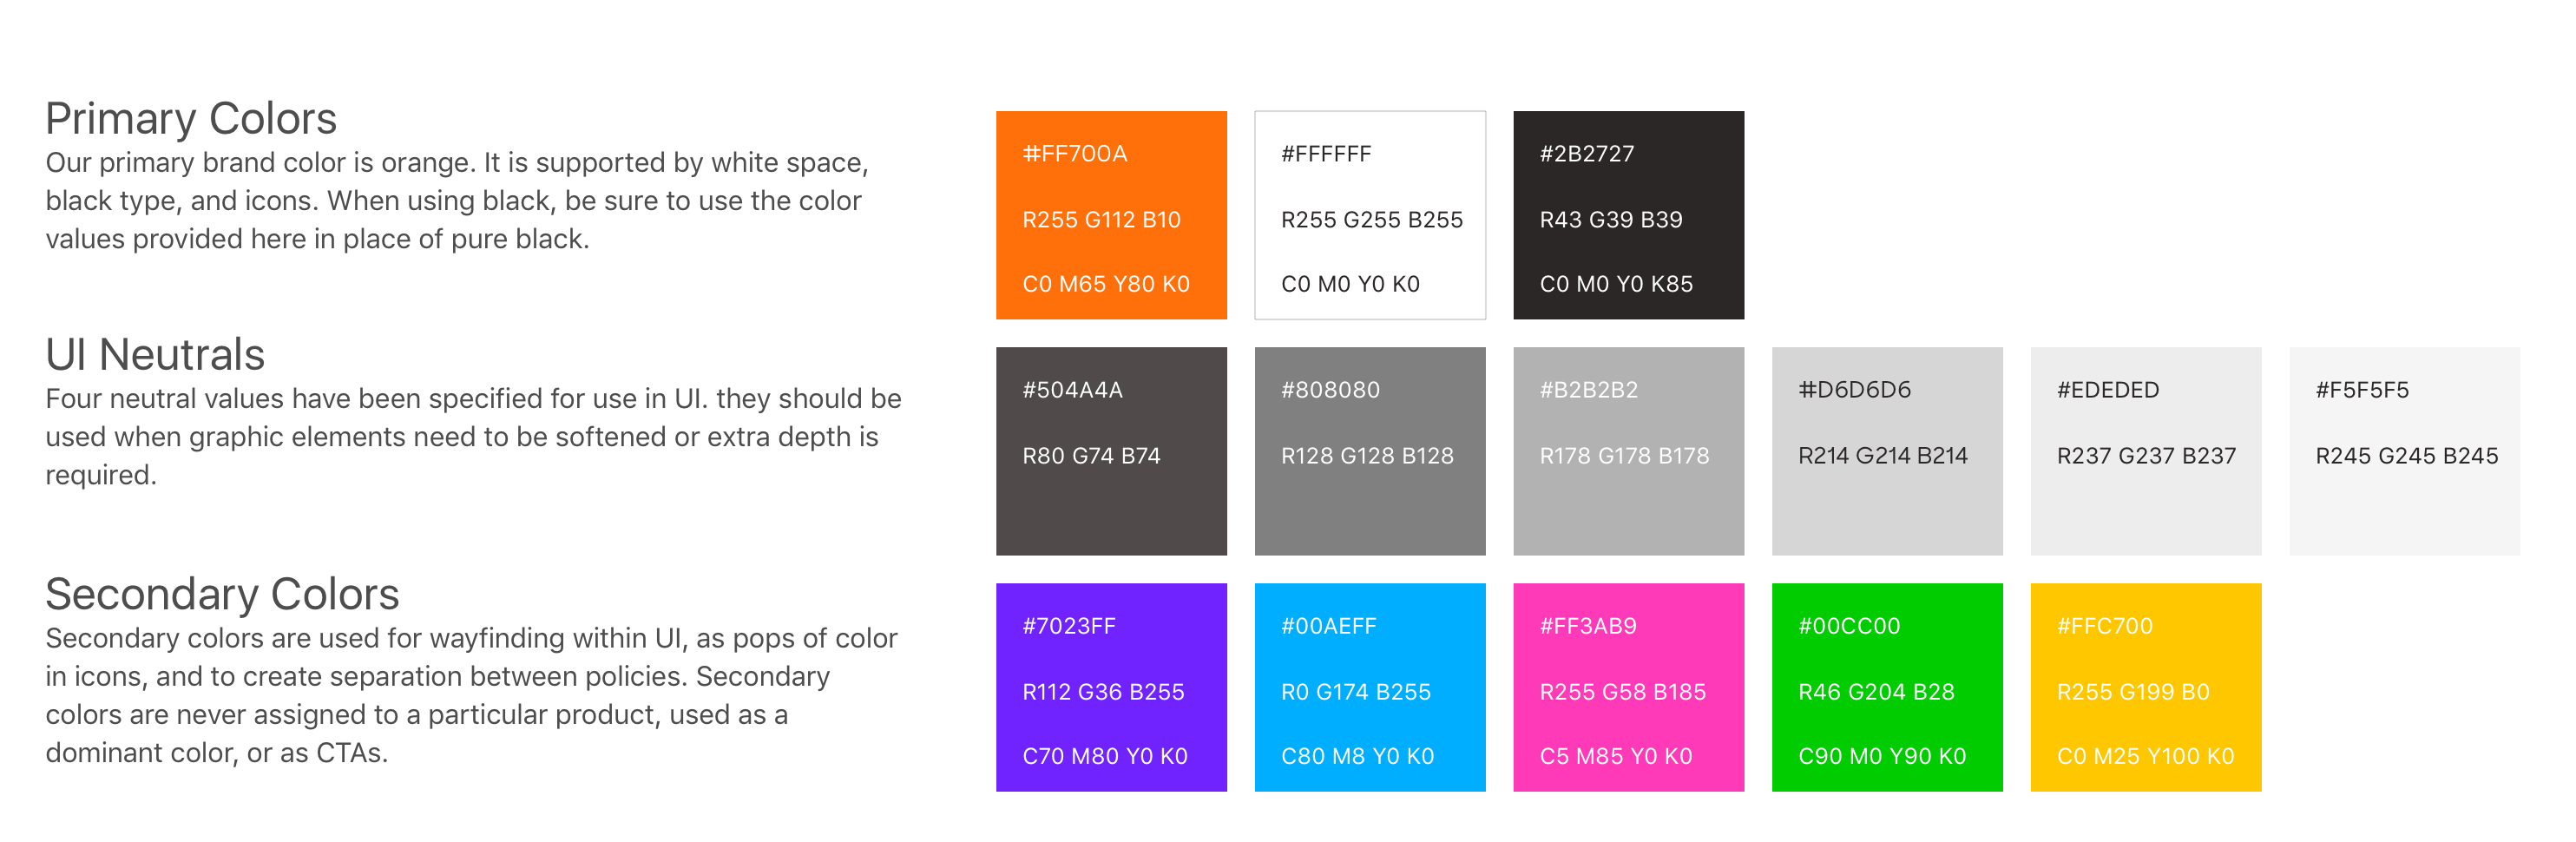 Primary Colors
Our primary brand color is orange. It is supported by white space,
black type, and icons. When using black, be sure to use the color
values provided here in place of pure black.
#FF700A
R255 G112 B10
C0 M65 Y80 K0
#FFFFFF
R255 G255 B255
C0 M0 Y0 K0
#2B2727
R43 G39 B39
C0 M0 Y0 K85
UI Neutrals
Four neutral values have been specified for use in UI. they should be
used when graphic elements need to be softened or extra depth is
required.
#504A4A
R80 G74 B74
#808080
R128 G128 B128
#B2B2B2
R178 G178 B178
#D6D6D6
R214 G214 B214
#EDEDED
R237 G237 B237
#F5F5F5
R245 G245 B245
Secondary Colors
Secondary colors are used for wayfinding within UI, as pops of color
in icons, and to create separation between policies. Secondary
colors are never assigned to a particular product, used as a
dominant color, or as CTAs.
#7023FF
R112 G36 B255
C70 M80 Y0 K0
#00AEFF
R0 G174 B255
C80 M8 Y0 K0
#FF3AB9
R255 G58 B185
C5 M85 Y0 K0
#00CC00
R46 G204 B28
C90 M0 Y90 K0
#FFC700
R255 G199 B0
C0 M25 Y100 K0